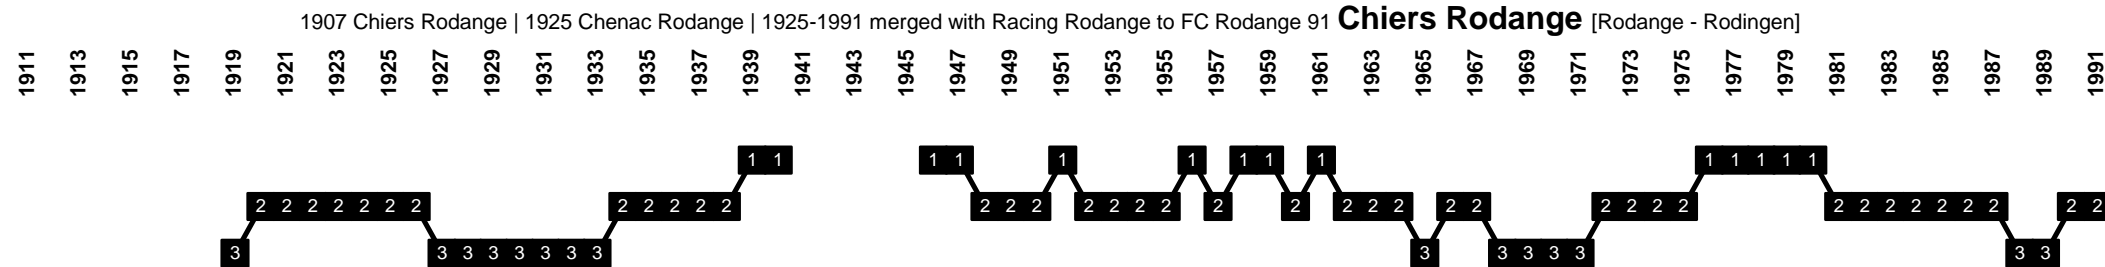 1907 Chiers Rodange | 1925 Chenac Rodange | 1925-1991 merged with Racing Rodange to FC Rodange 91 Chiers Rodange [Rodange - Rodingen]
1911 1913 1915 1917 1919 1921 1923 1925 1927 1929 1931 1933 1935 1937 1939 1941 1943 1945 1947 1949 1951 1953 1955 1957 1959 1961 1963 1965 1967 1969 1971 1973 1975 1977 1979 1981 1983 1985 1987 1989 1991
1 1 1 1 1 1 1 1 1 1 1 1 1 1
2 2 2 2 2 2 2 2 2 2 2 2 2 2 2 2 2 2 2 2 2 2 2 2 2 2 2 2 2 2 2 2 2 2 2 2 2 2 2
3 3 3 3 3 3 3 3 3 3 3 3 3 3 3